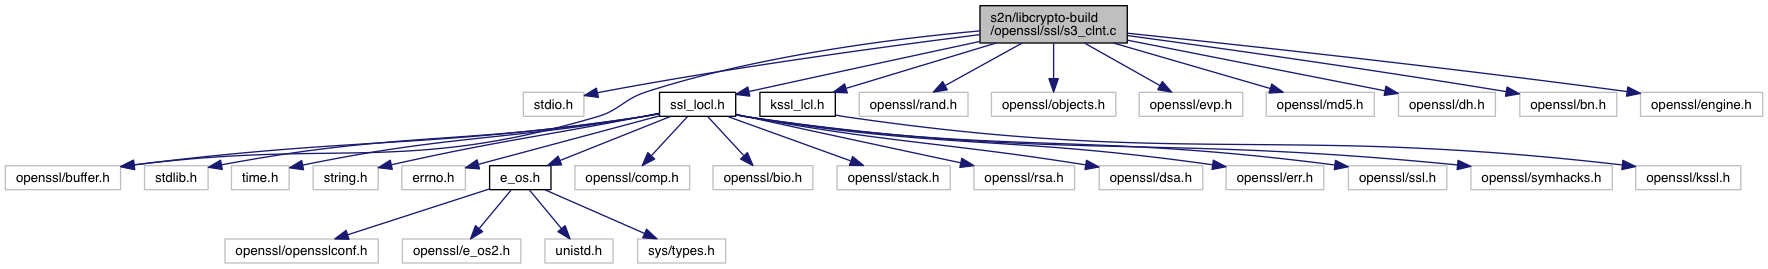 s2n/libcrypto-build
/openssl/ssl/s3_clnt.c
stdio.h
ssl_locl.h
kssl_lcl.h
openssl/rand.h
openssl/objects.h
openssl/evp.h
openssl/md5.h
openssl/dh.h
openssl/bn.h
openssl/engine.h
openssl/buffer.h
stdlib.h
time.h
string.h
errno.h
e_os.h
openssl/comp.h
openssl/bio.h
openssl/stack.h
openssl/rsa.h
openssl/dsa.h
openssl/err.h
openssl/ssl.h
openssl/symhacks.h
openssl/kssl.h
openssl/opensslconf.h
openssl/e_os2.h
unistd.h
sys/types.h